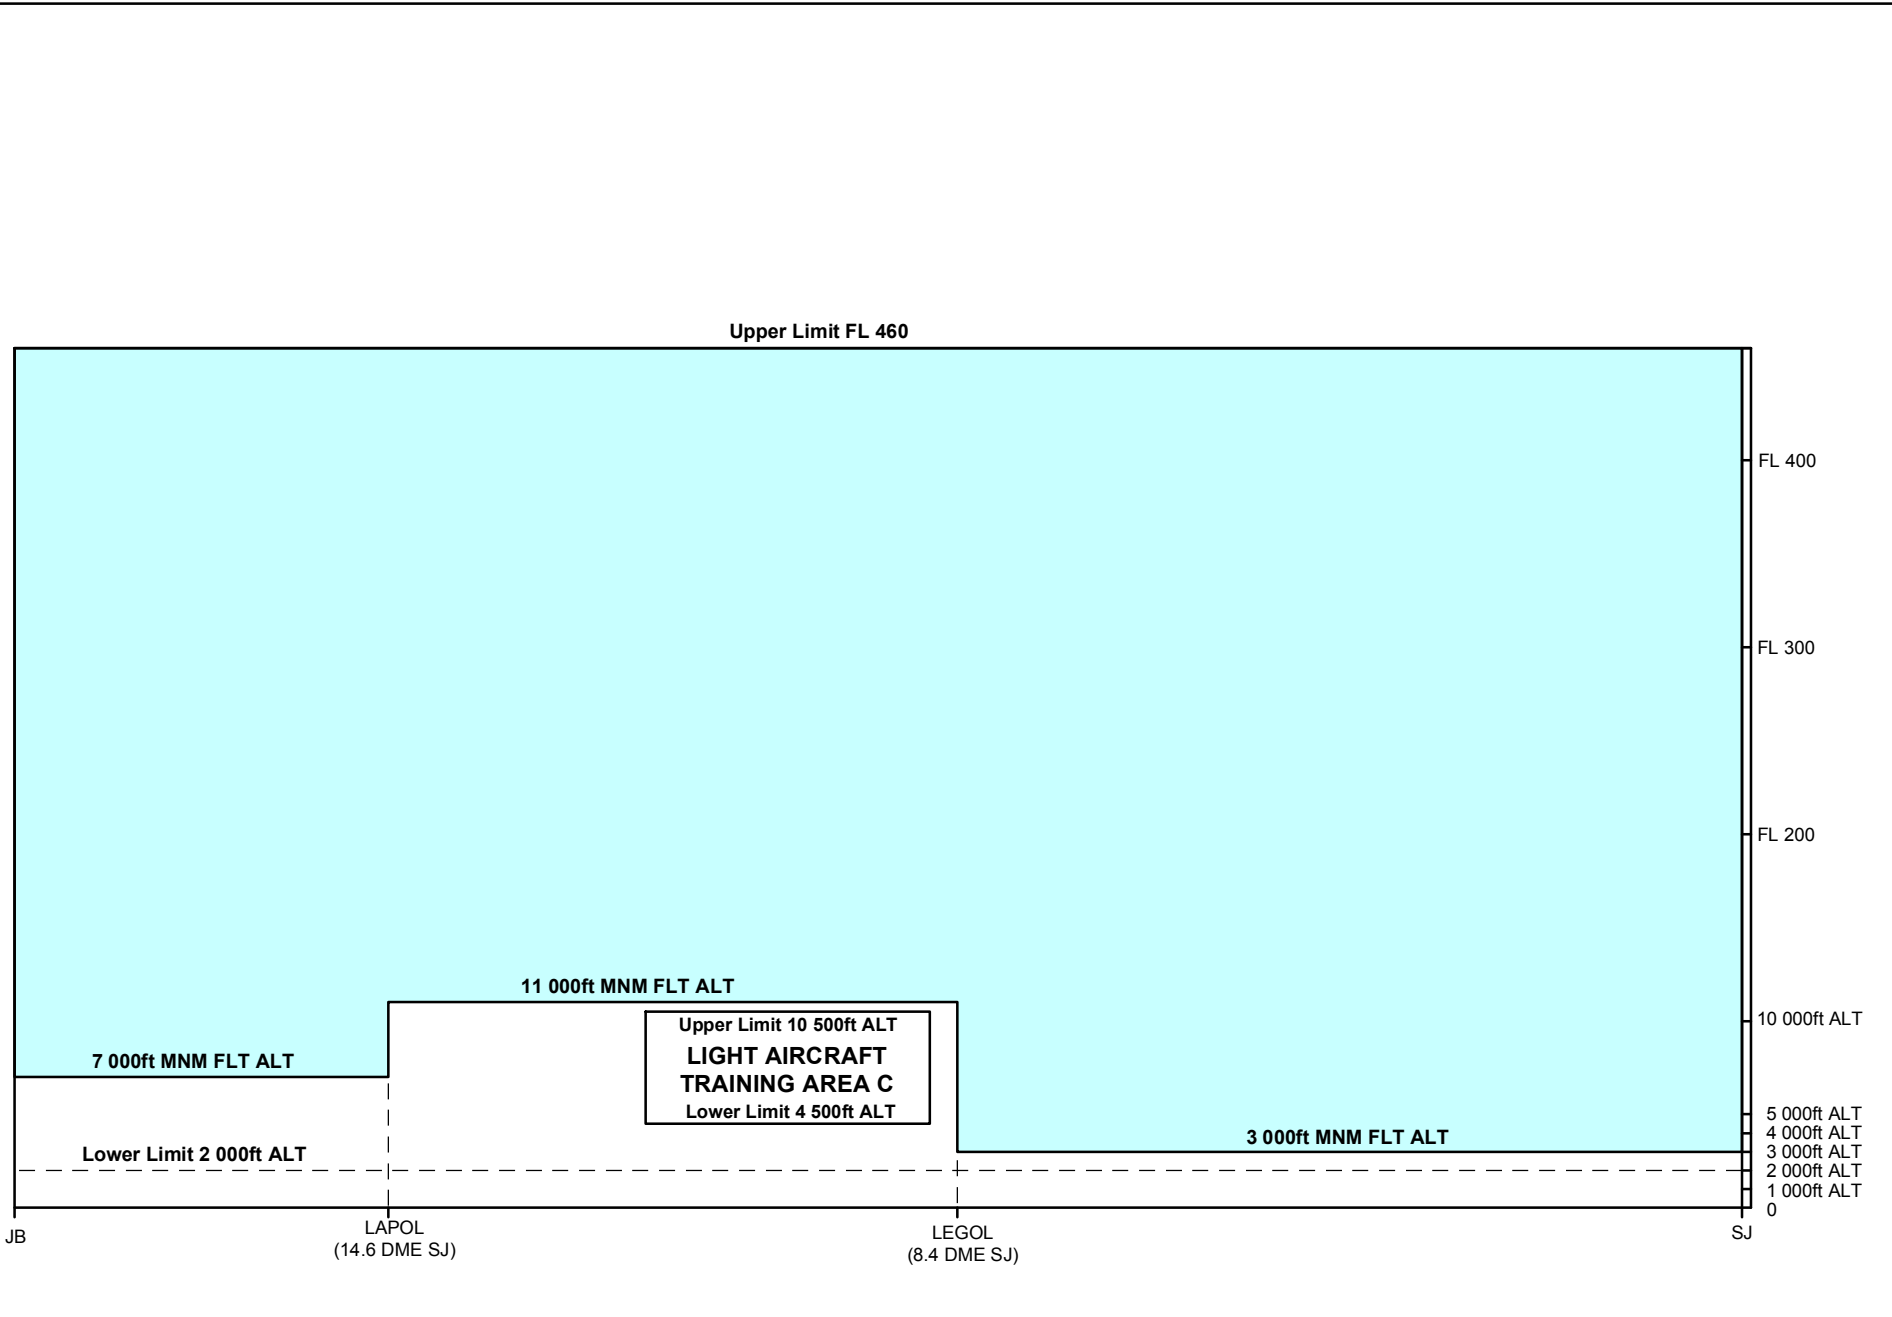 Upper Limit FL 460
FL 400
FL 300
FL 200
11 000ft MNM FLT ALT
Upper Limit 10 500ft ALT
10 000ft ALT
LIGHT AIRCRAFT
TRAINING AREA C
7 000ft MNM FLT ALT
Lower Limit 4 500ft ALT
5 000ft ALT
4 000ft ALT
3 000ft MNM FLT ALT
Lower Limit 2 000ft ALT
3 000ft ALT
2 000ft ALT
1 000ft ALT
0
JB
LAPOL
(14.6 DME SJ)
LEGOL
(8.4 DME SJ)
SJ